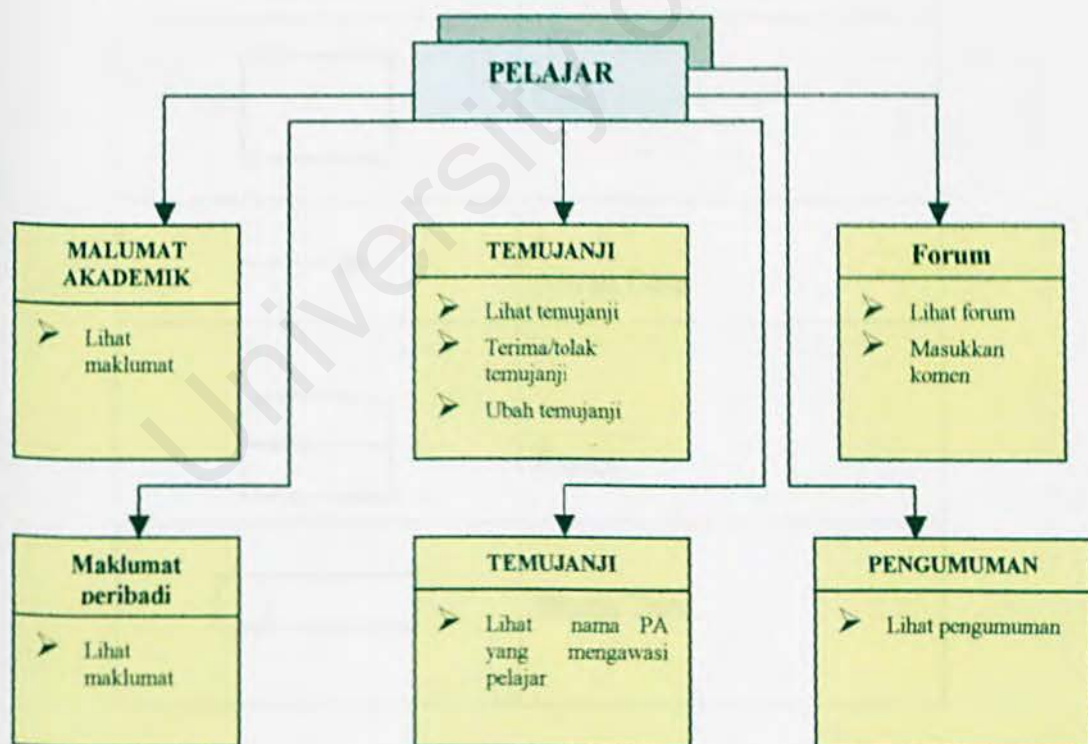 PELAJAR
MALUMAT
AKADEMIK
Lihat
maklumat
TEMUJANJI
Lihat temujanji
Terima/tolak
temujanji
Ubah temujanji
Forum
Lihat forum
Masukkan
komen
Maklumat
peribadi
Lihat
maklumat
TEMUJANJI
Lihat nama PA
yang mengawasi
pelajar
PENGUMUMAN
Lihat pengumuman
University o